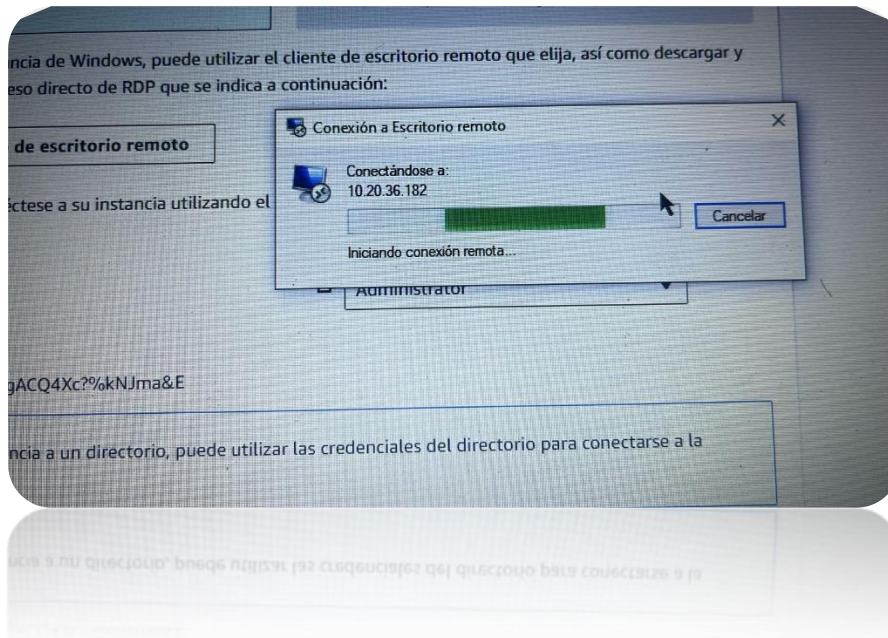 ncia de Windows, puede utilizar el cliente de escritorio remoto que elija, así como descargar y
eso directo de RDP que se indica a continuación:
Conexión a Escritorio remoto
de escritorio remoto
Conectándose a:
10.20.36.182
éctese a su instancia utilizando el
Cancelar
Iniciando conexión remota...
Administrator
gACQ4Xc?%kNJma&E
ncia a un directorio, puede utilizar las credenciales del directorio para conectarse a la